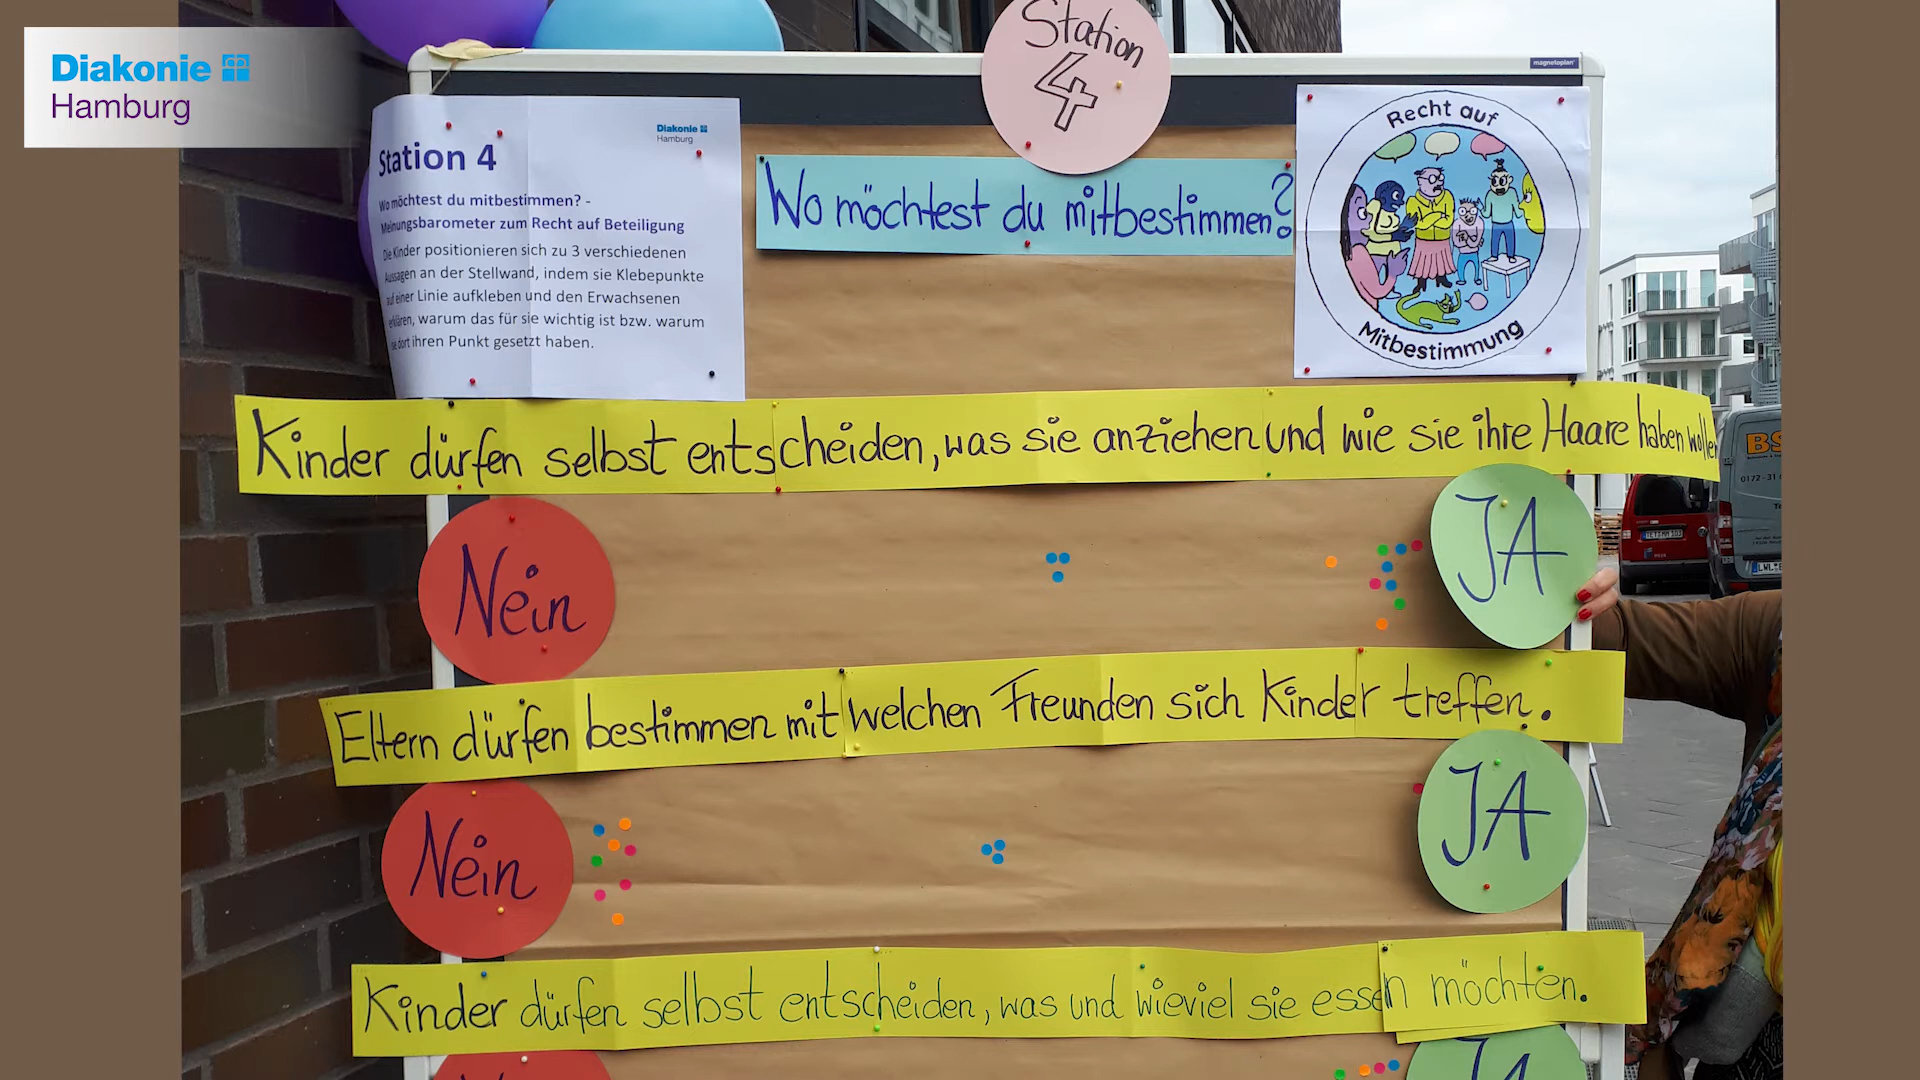 Diakonie
Hamburg
Station
4
Diakonie
Hamburg
Station 4
Wo möchtest du mitbestimmen? -
Meinungsbarometer zum Recht auf Beteiligung
Die Kinder positionieren sich zu 3 verschiedenen
Aussagen an der Stellwand, indem sie Klebepunkte
auf einer Linie aufkleben und den Erwachsenen
erklären, warum das für sie wichtig ist bzw. warum
sie dort ihren Punkt gesetzt haben.
Wo möchtest du mitbestimmen?
magnetoplan
Recht auf
Mitbestimmung
Kinder dürfen selbst entscheiden, was sie anziehen und wie sie ihre Haare haben wollen
Nein
JA
BS
0172-31
Eltern dürfen bestimmen mit welchen Freunden sich Kinder treffen.
Nein
JA
Kinder dürfen selbst entscheiden, was und wieviel sie essen möchten.